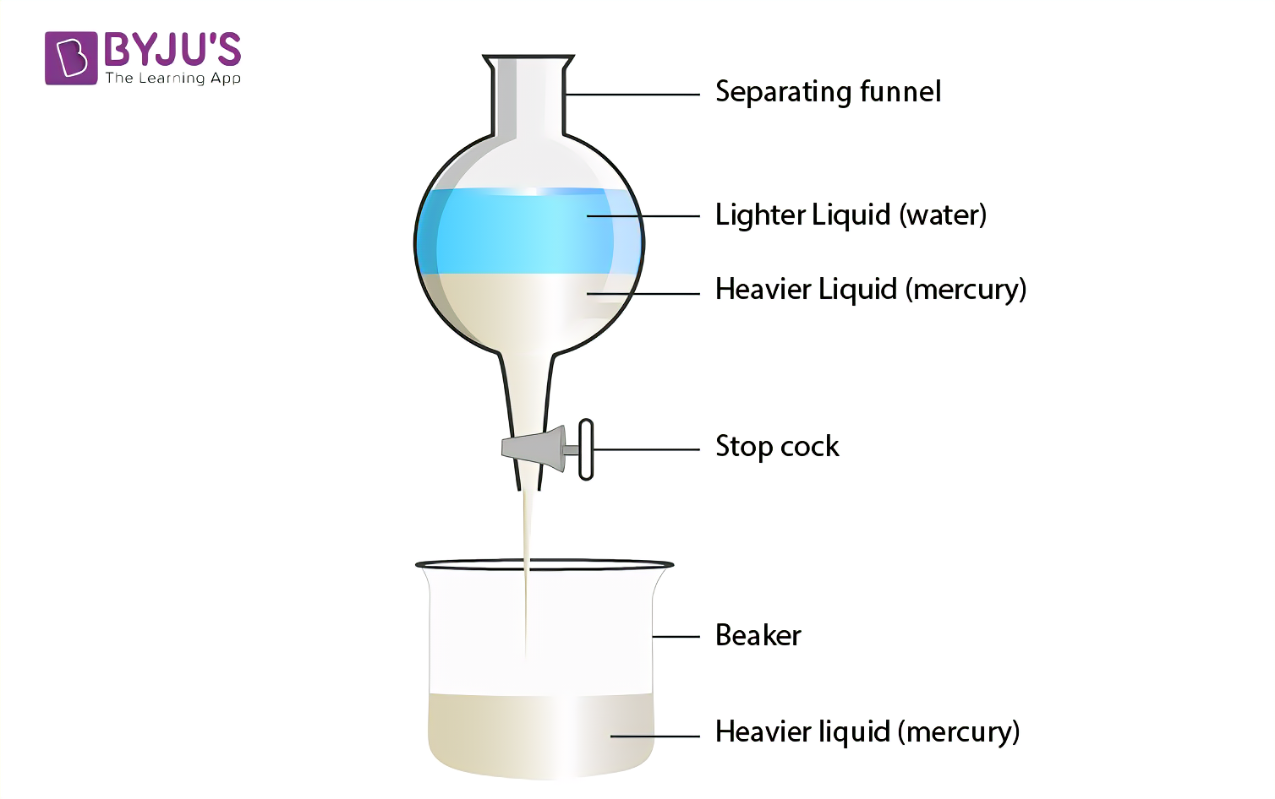 BYJU'S
The Learning App
Separating funnel
Lighter Liquid (water)
Heavier Liquid (mercury)
Stop cock
Beaker
Heavier liquid (mercury)